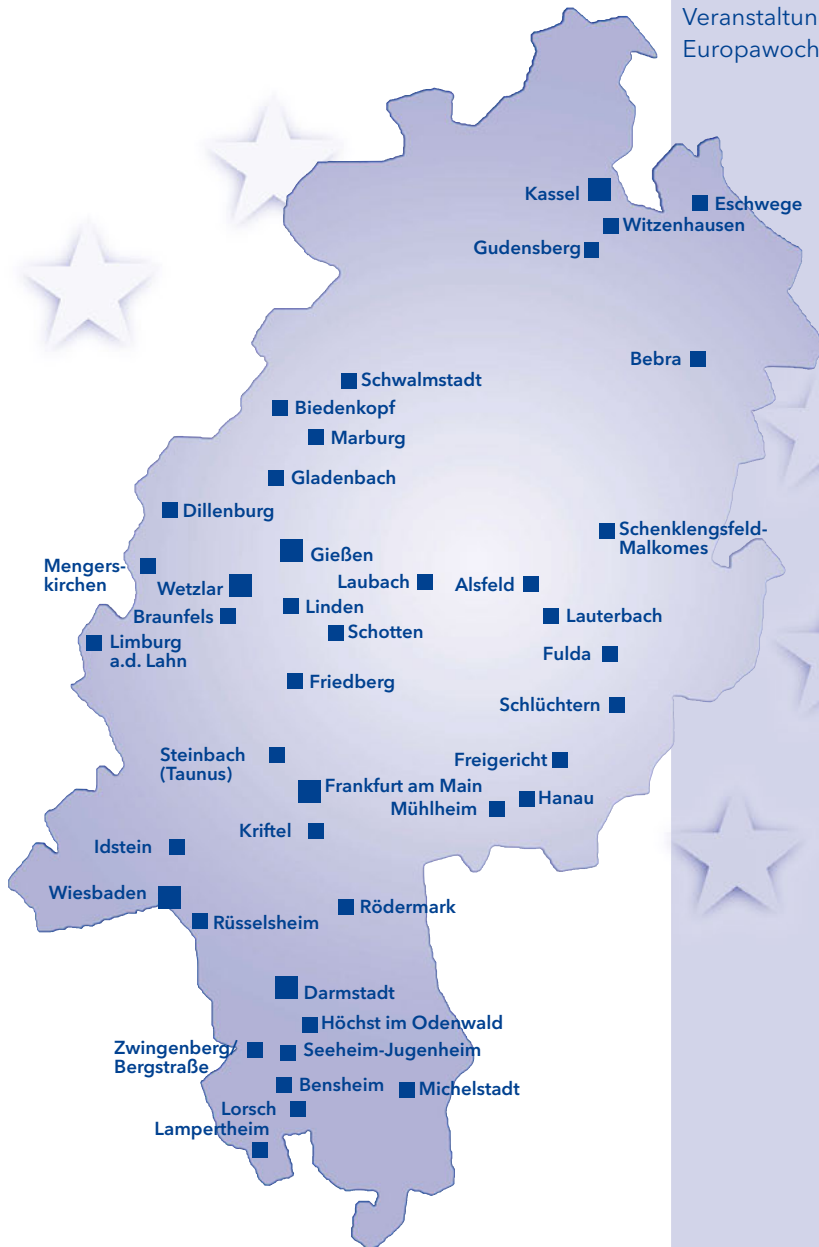 Veranstaltun
Europawoch
Kassel
Eschwege
Witzenhausen
Gudensberg
Bebra
Schwalmstadt
Biedenkopf
Marburg
Gladenbach
Dillenburg
Schenklengsfeld-
Malkomes
Gießen
Mengers-
kirchen
Wetzlar
Laubach
Alsfeld
Linden
Braunfels
Lauterbach
Schotten
Limburg
a.d. Lahn
Fulda
Friedberg
Schlüchtern
Steinbach
(Taunus)
Freigericht
Frankfurt am Main
Hanau
Mühlheim
Kriftel
Idstein
Wiesbaden
Rödermark
Rüsselsheim
Darmstadt
Höchst im Odenwald
Zwingenberg/
Bergstraße
Seeheim-Jugenheim
Bensheim
Michelstadt
Lorsch
Lampertheim